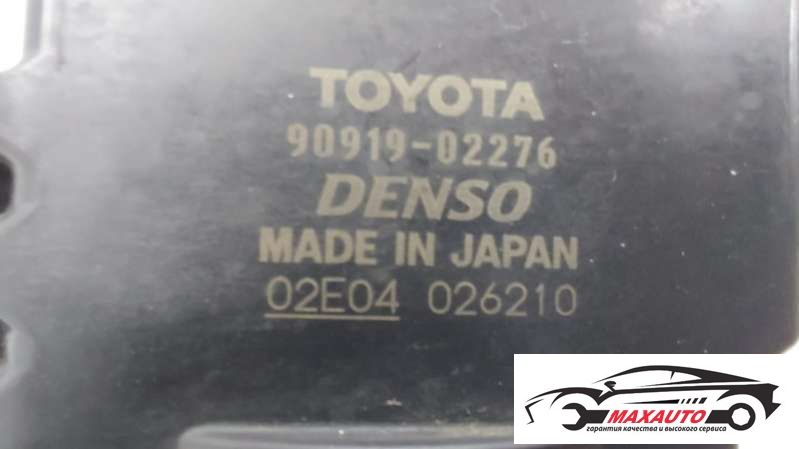 TOYOTA
90919-02276
DENSO
MADE IN JAPAN
02E04 026210
MAXAUTO
гарантия качества и высокого сервиса